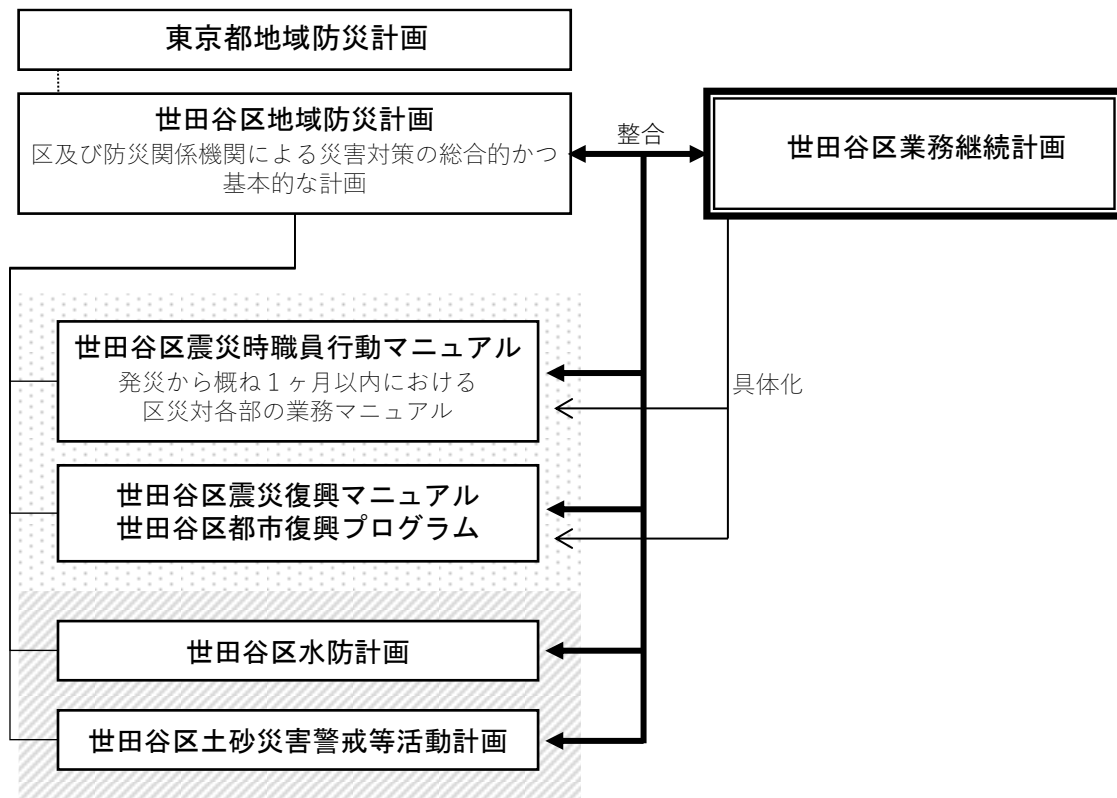 東京都地域防災計画
世田谷区地域防災計画
区及び防災関係機関による災害対策の総合的かつ
基本的な計画
整合
世田谷区業務継続計画
世田谷区震災時職員行動マニュアル
発災から概ね１ヶ月以内における
区災対各部の業務マニュアル
具体化
世田谷区震災復興マニュアル
世田谷区都市復興プログラム
世田谷区水防計画
世田谷区土砂災害警戒等活動計画